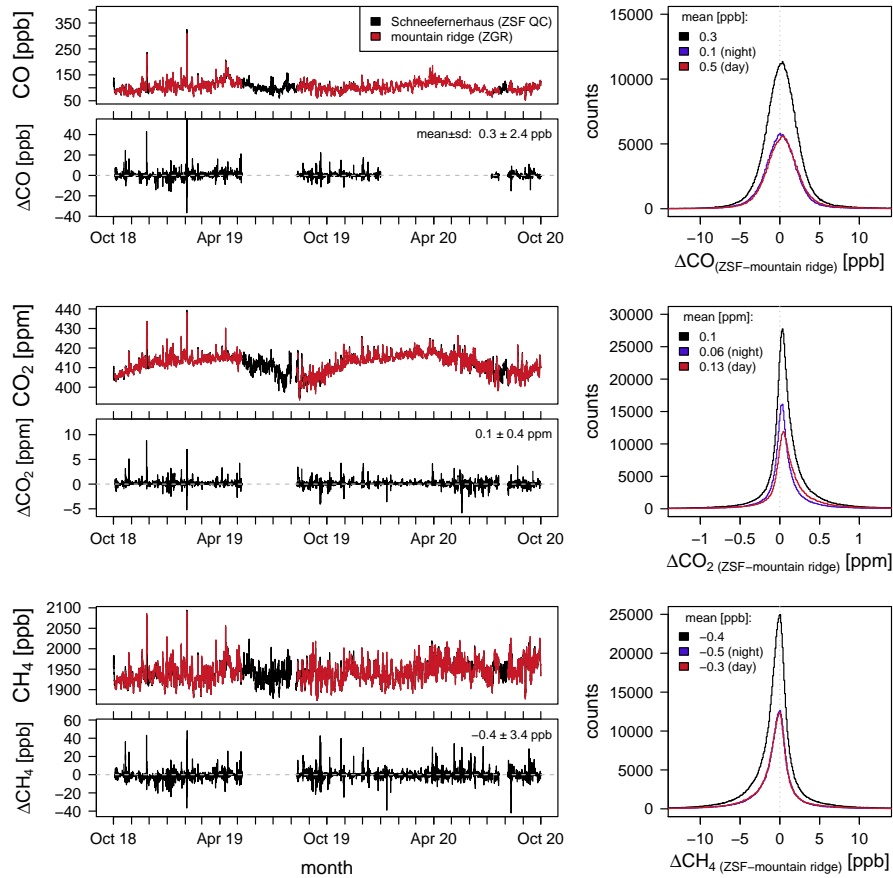 CO [ppb]
350
250
150
50
Schneefernerhaus (ZSF QC)
mountain ridge (ZGR)
ΔCO [ppb]
40
20
0
−20
−40
mean±sd: 0.3 ± 2.4 ppb
Oct 18
Apr 19
Oct 19
Apr 20
Oct 20
counts
15000
10000
5000
0
mean [ppb]:
0.3
0.1 (night)
0.5 (day)
−10
−5
0
5
10
ΔCO(ZSF−mountain ridge) [ppb]
CO2 [ppm]
440
430
420
410
400
ΔCO2 [ppm]
10
5
0
−5
0.1 ± 0.4 ppm
Oct 18
Apr 19
Oct 19
Apr 20
Oct 20
counts
30000
25000
20000
15000
10000
5000
0
mean [ppm]:
0.1
0.06 (night)
0.13 (day)
−1
−0.5
0
0.5
1
ΔCO2 (ZSF−mountain ridge) [ppm]
CH4 [ppb]
2100
2050
2000
1950
1900
ΔCH4 [ppb]
60
40
20
0
−20
−40
−0.4 ± 3.4 ppb
Oct 18
Apr 19
Oct 19
Apr 20
Oct 20
month
counts
25000
20000
15000
10000
5000
0
mean [ppb]:
−0.4
−0.5 (night)
−0.3 (day)
−10
−5
0
5
10
ΔCH4 (ZSF−mountain ridge) [ppb]